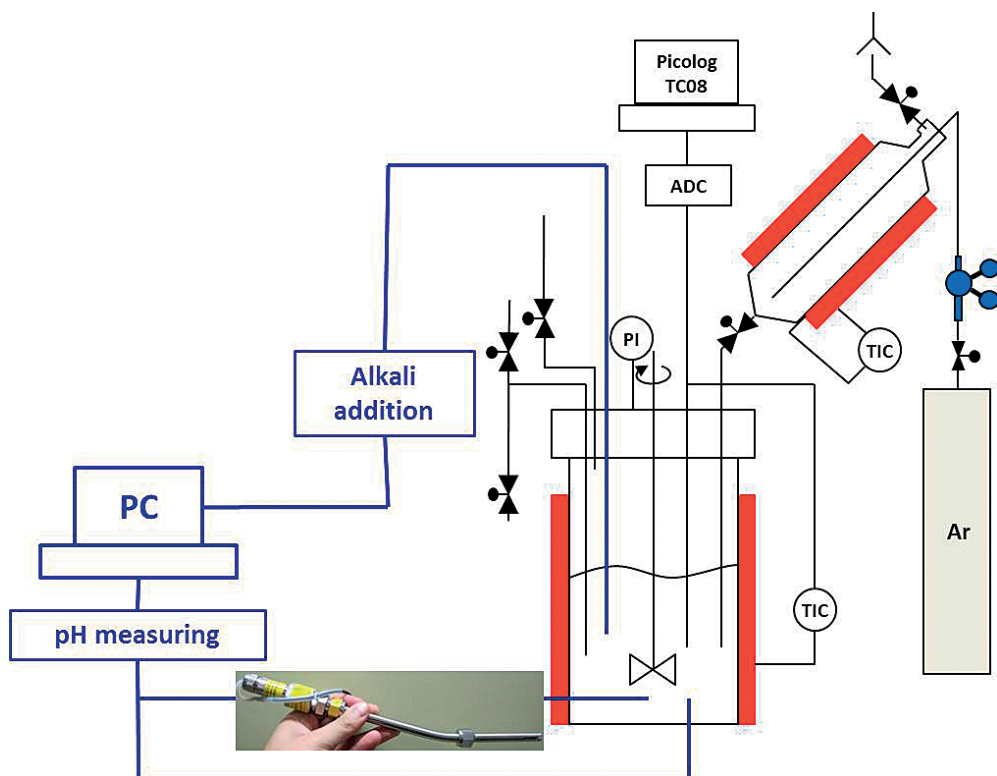 Picolog
TC08
ADC
Alkali
addition
PI
TIC
PC
Ar
TIC
pH measuring